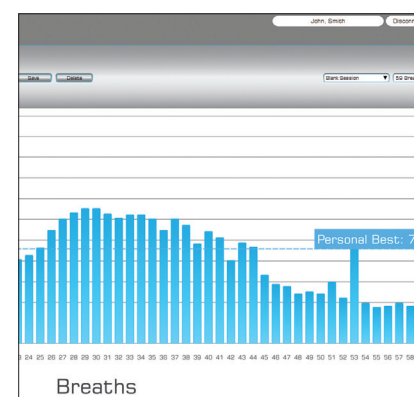 John, Smith Disconn
Save Delete Blank Session 59 Brea
Personal Best: 7
24 25 26 27 28 29 30 31 32 33 34 35 36 37 38 39 40 41 42 43 44 45 46 47 48 49 50 51 52 53 54 55 56 57 58
Breaths